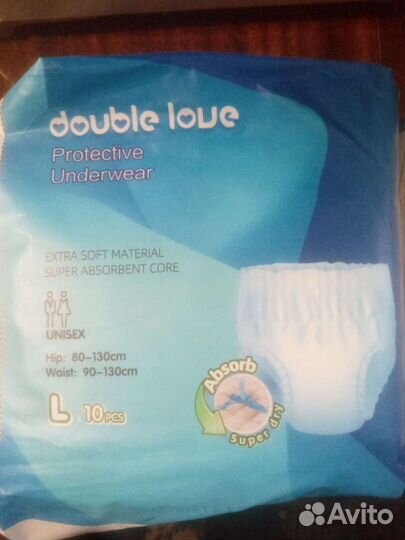 double love
Protective
Underwear
EXTRA SOFT MATERIAL
SUPER ABSORBENT CORE
UNISEX
Hip: 80-130cm
Waist: 90-130cm
L x 10PCS
Absorb
Super dry
Avito